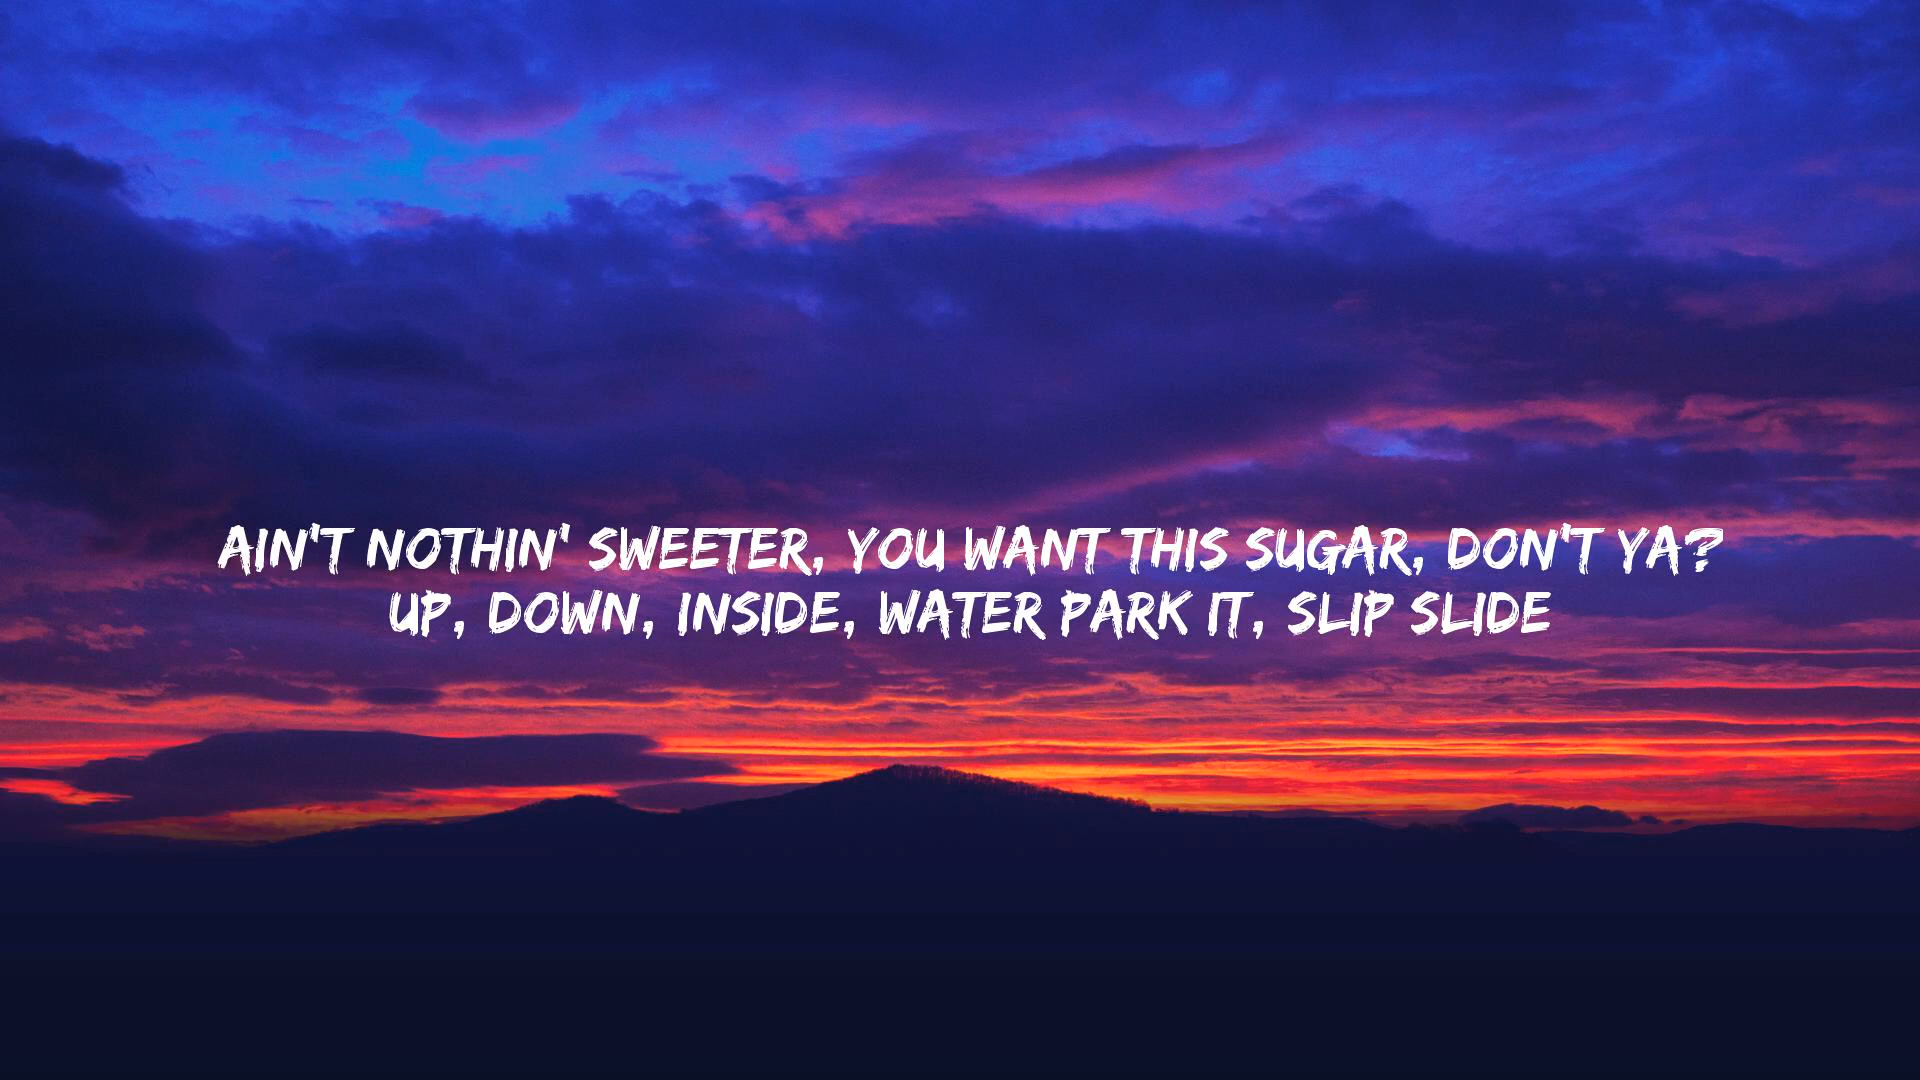 AIN'T NOTHIN' SWEETER, YOU WANT THIS SUGAR, DON'T YA?
UP, DOWN, INSIDE, WATER PARK IT, SLIP SLIDE